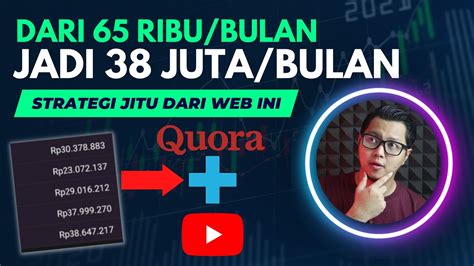 DARI 65 RIBU/BULAN
JADI 38 JUTA/BULAN
STRATEGI JITU DARI WEB INI
Quora
Rp30.378.883
Rp23.072.137
Rp29.016.212
Rp37.999.270
Rp38.647.217
2021